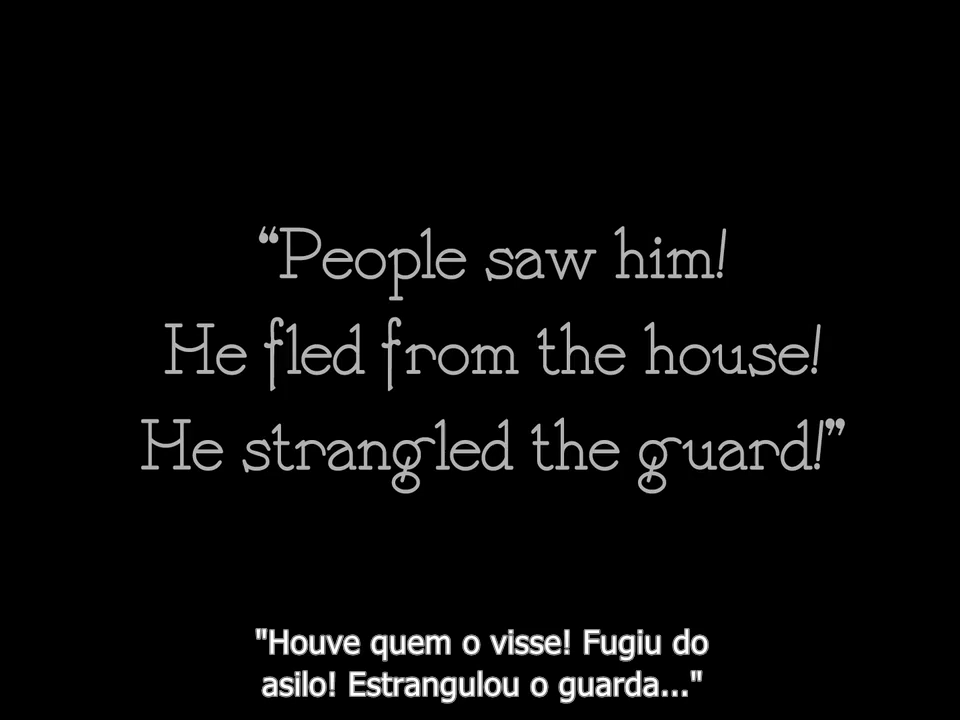 “People saw him!
He fled from the house!
He strangled the guard!”
"Houve quem o visse! Fugiu do
asilo! Estrangulou o guarda..."